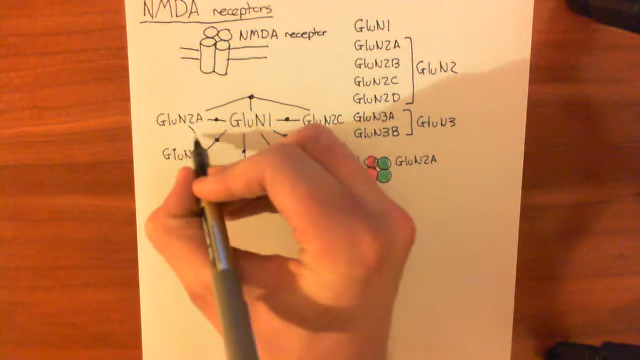 NMDA receptors
NMDA receptor
GluN1
GluN2A
GluN2B
GluN2C
GluN2D
GluN2
GluN3A
GluN3B
GluN3
GluN2A GluN1 GluN2C
GluN2A